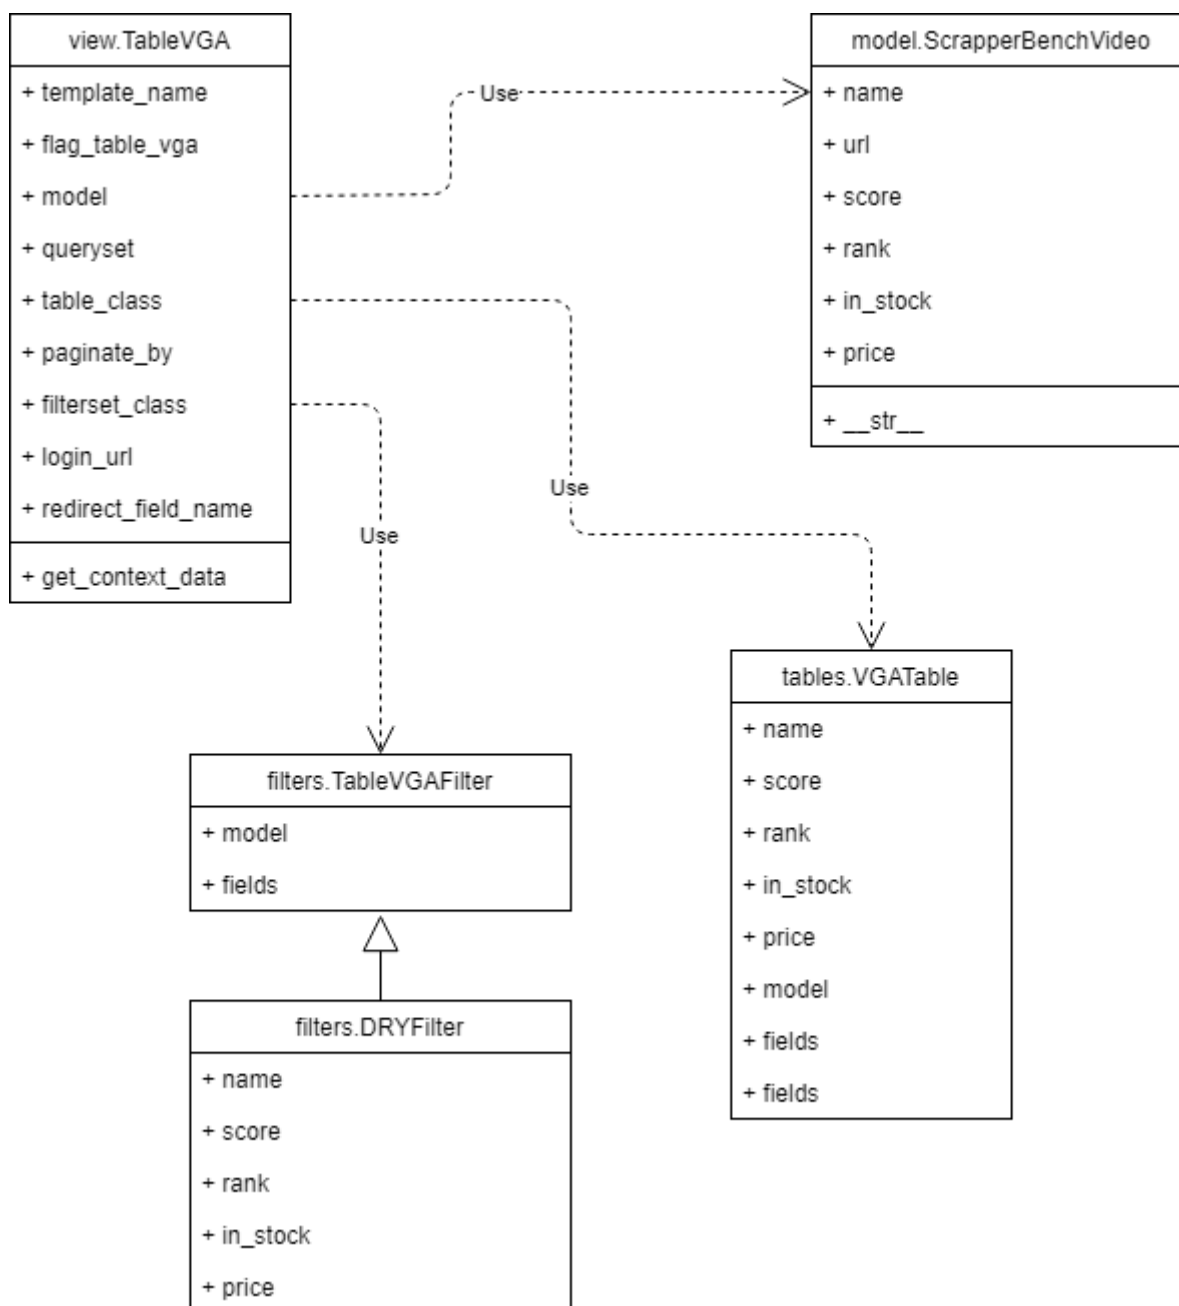 view.TableVGA
+ template_name
+ flag_table_vga
+ model
+ queryset
+ table_class
+ paginate_by
+ filterset_class
+ login_url
+ redirect_field_name
+ get_context_data
Use
model.ScrapperBenchVideo
+ name
+ url
+ score
+ rank
+ in_stock
+ price
+ __str__
Use
Use
tables.VGATable
+ name
+ score
+ rank
+ in_stock
+ price
+ model
+ fields
+ fields
filters.TableVGAFilter
+ model
+ fields
filters.DRYFilter
+ name
+ score
+ rank
+ in_stock
+ price